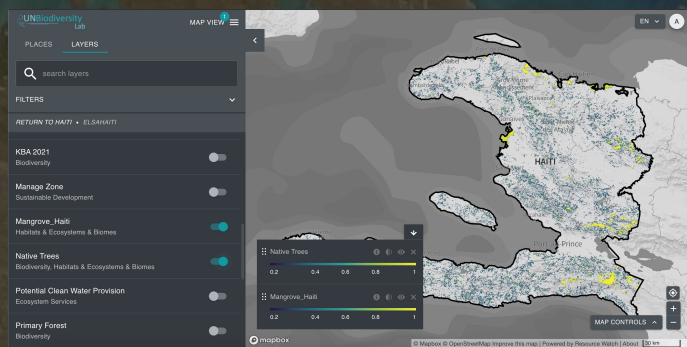 UNBiodiversity
Lab
MAP VIEW
1
PLACES
LAYERS
search layers
FILTERS
RETURN TO HAITI • ELSAHAITI
KBA 2021
Biodiversity
Manage Zone
Sustainable Development
Mangrove_Haiti
Habitats & Ecosystems & Biomes
Native Trees
Biodiversity, Habitats & Ecosystems & Biomes
Potential Clean Water Provision
Ecosystem Services
Primary Forest
Biodiversity
EN
A
HAITI
Port-au-Prince
Native Trees
0.2 0.4 0.6 0.8 1
Mangrove_Haiti
0.2 0.4 0.6 0.8 1
MAP CONTROLS
mapbox
© Mapbox © OpenStreetMap Improve this map | Powered by Resource Watch | About
30 km